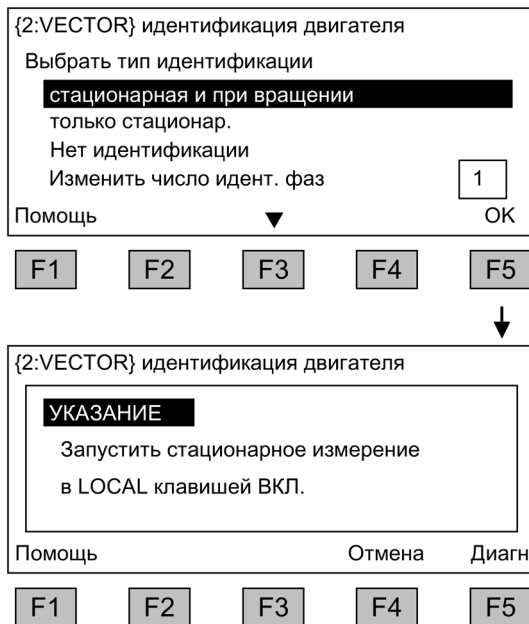 {2:VECTOR} идентификация двигателя
Выбрать тип идентификации
стационарная и при вращении
только стационар.
Нет идентификации
Изменить число идент. фаз 1
Помощь ▼ OK
F1 F2 F3 F4 F5
{2:VECTOR} идентификация двигателя
УКАЗАНИЕ
Запустить стационарное измерение
в LOCAL клавишей ВКЛ.
Помощь Отмена Диагн
F1 F2 F3 F4 F5